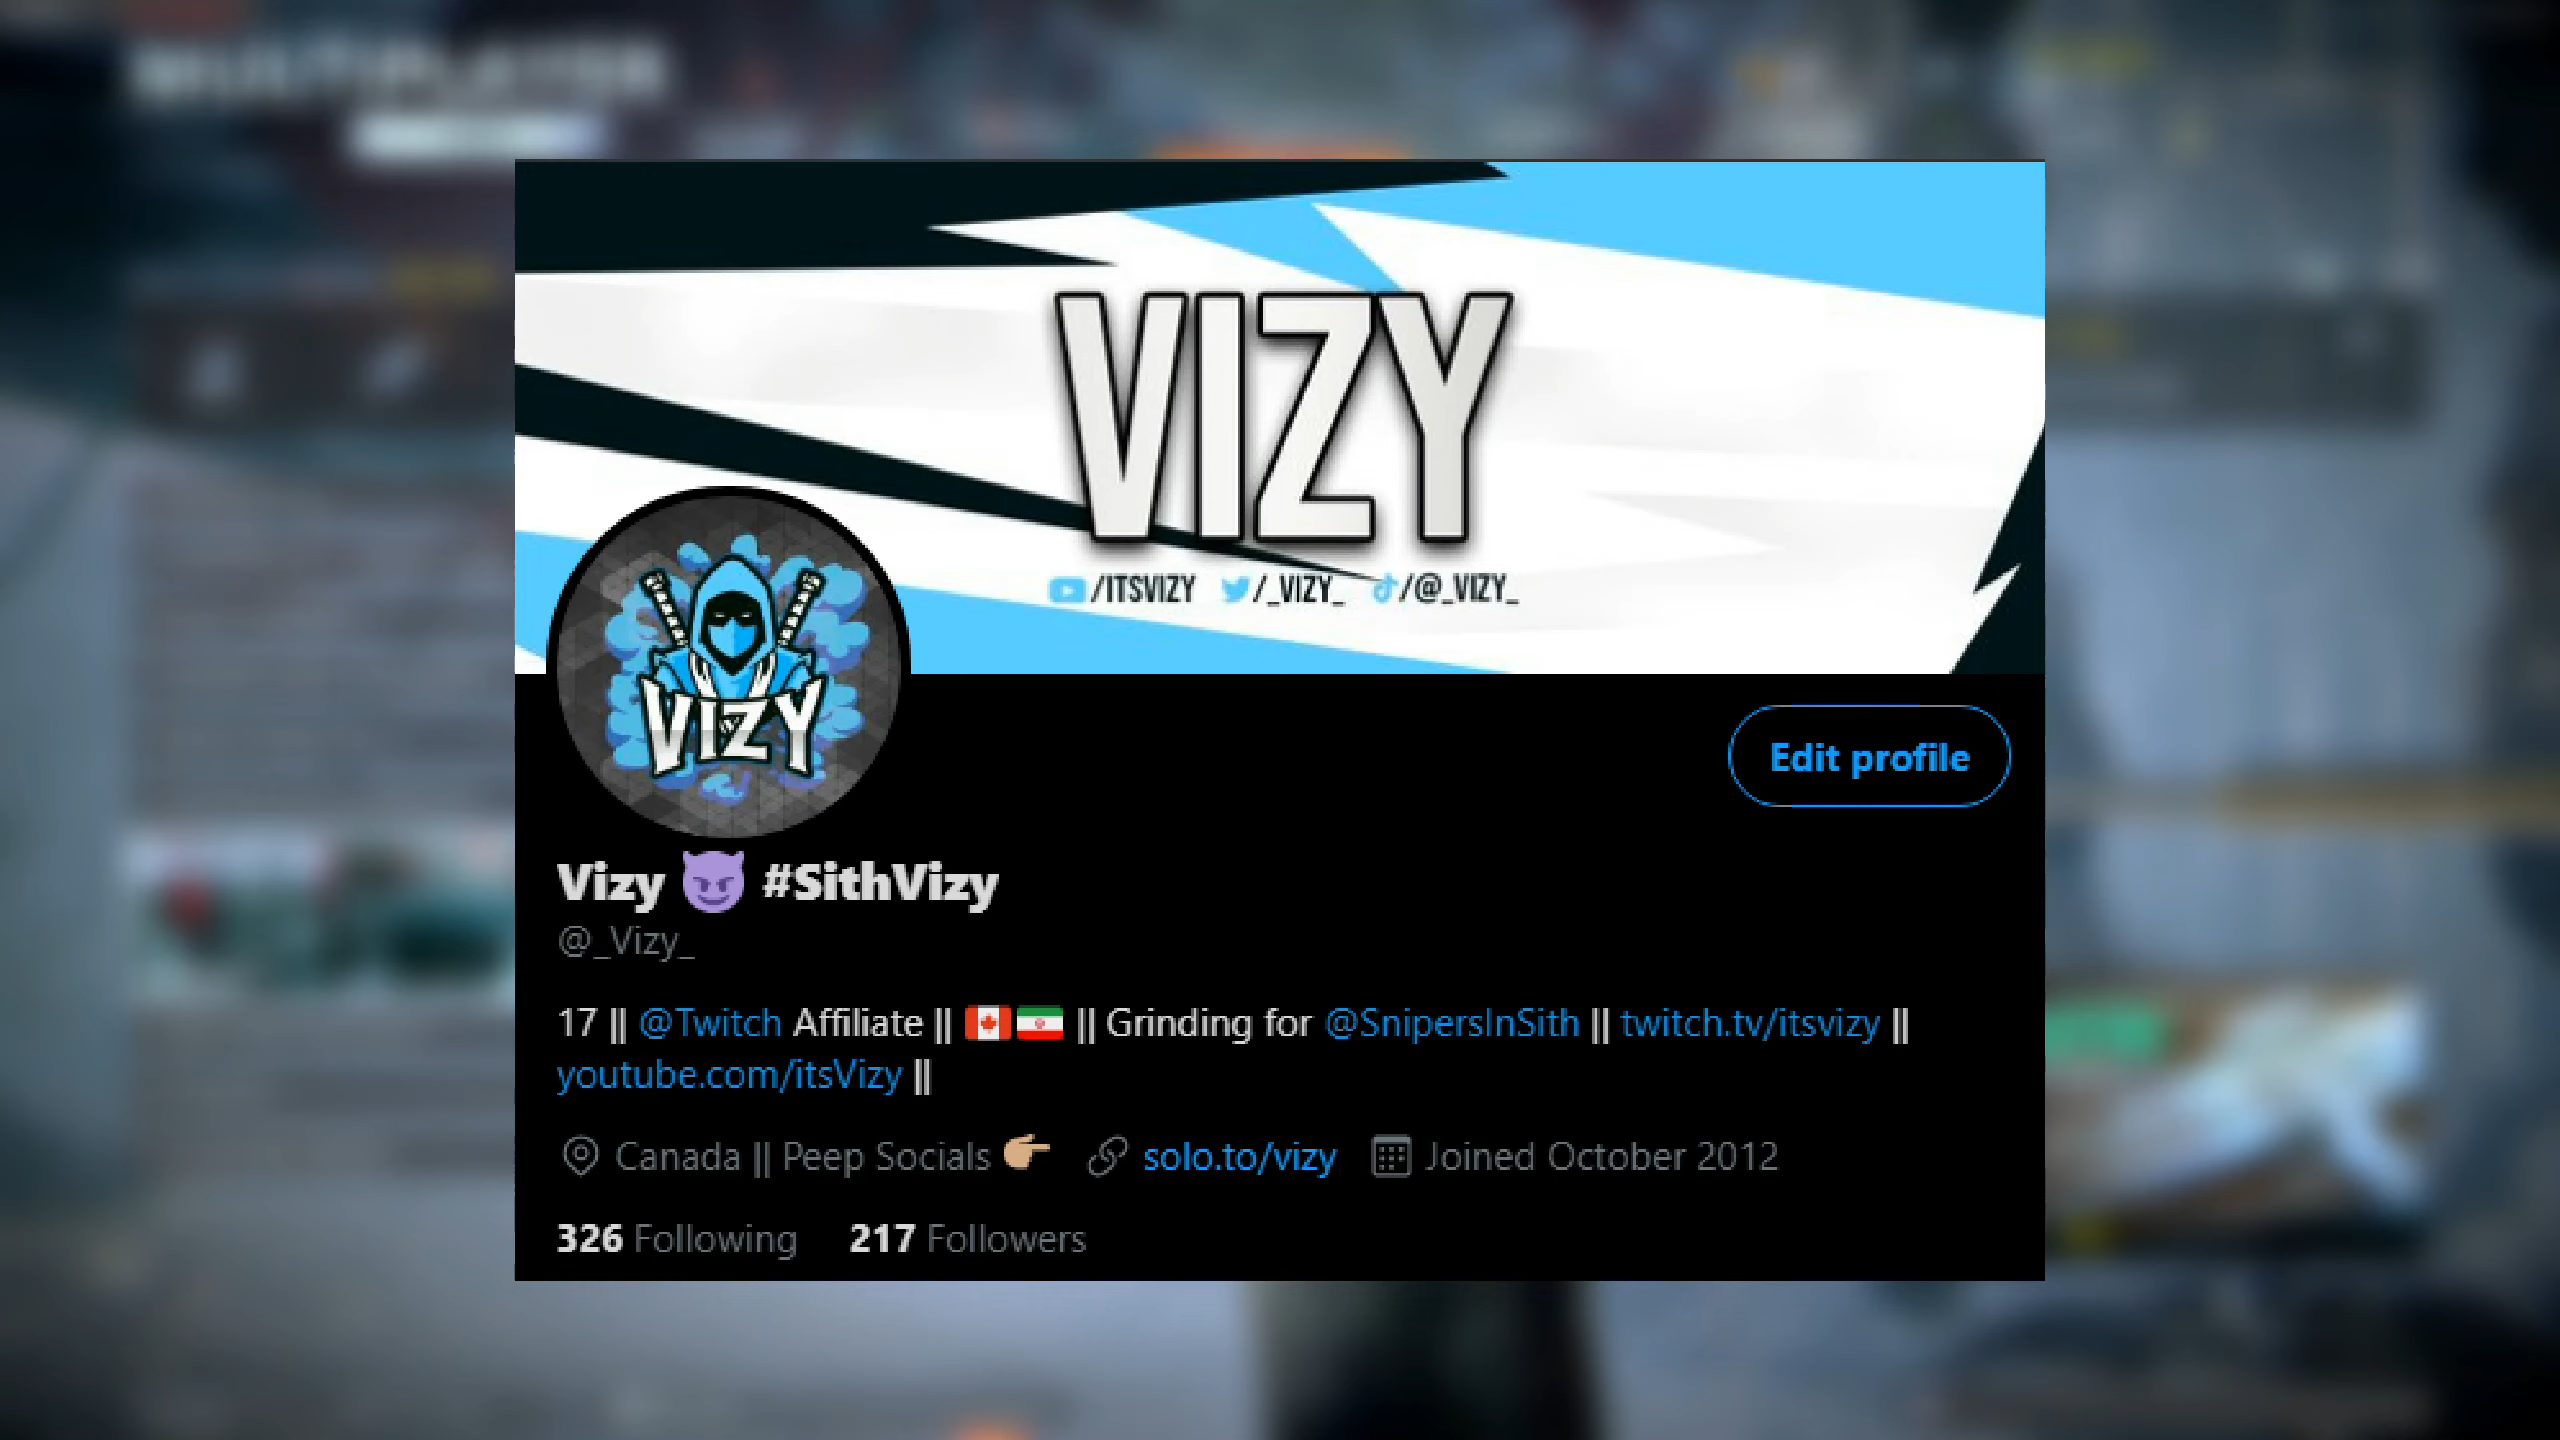 MULTIPLAYER
VIZY
/ITSVIZY /_VIZY_ /@_VIZY_
VIZY
Edit profile
Vizy 😈 #SithVizy
@_Vizy_
17 || @Twitch Affiliate || 🇨🇦🇮🇷 || Grinding for @SnipersInSith || twitch.tv/itsvizy ||
youtube.com/itsVizy ||
Canada || Peep Socials 👉🏽 solo.to/vizy Joined October 2012
326 Following 217 Followers